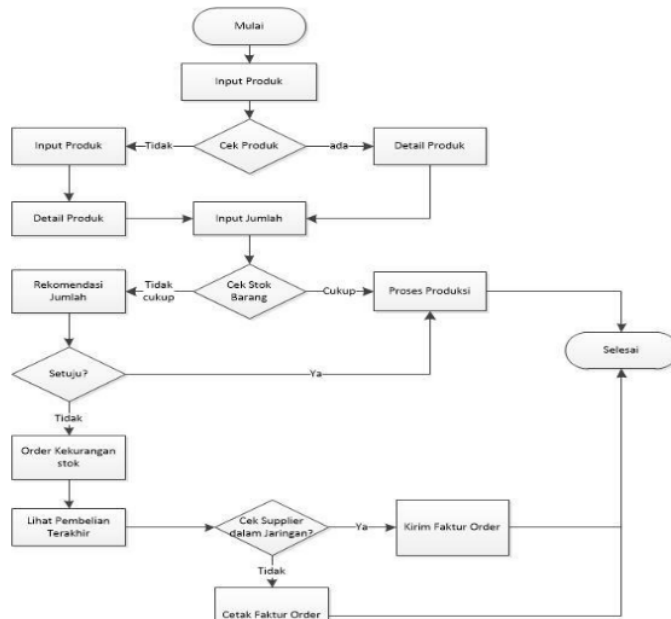 Mulai
Input Produk
Input Produk
Tidak
Cek Produk
ada
Detail Produk
Detail Produk
Input Jumlah
Rekomendasi
Jumlah
Tidak
cukup
Cek Stok
Barang
Cukup
Proses Produksi
Selesai
Setuju?
Ya
Tidak
Order Kekurangan
stok
Lihat Pembelian
Terakhir
Cek Supplier
dalam Jaringan?
Ya
Kirim Faktur Order
Tidak
Cetak Faktur Order